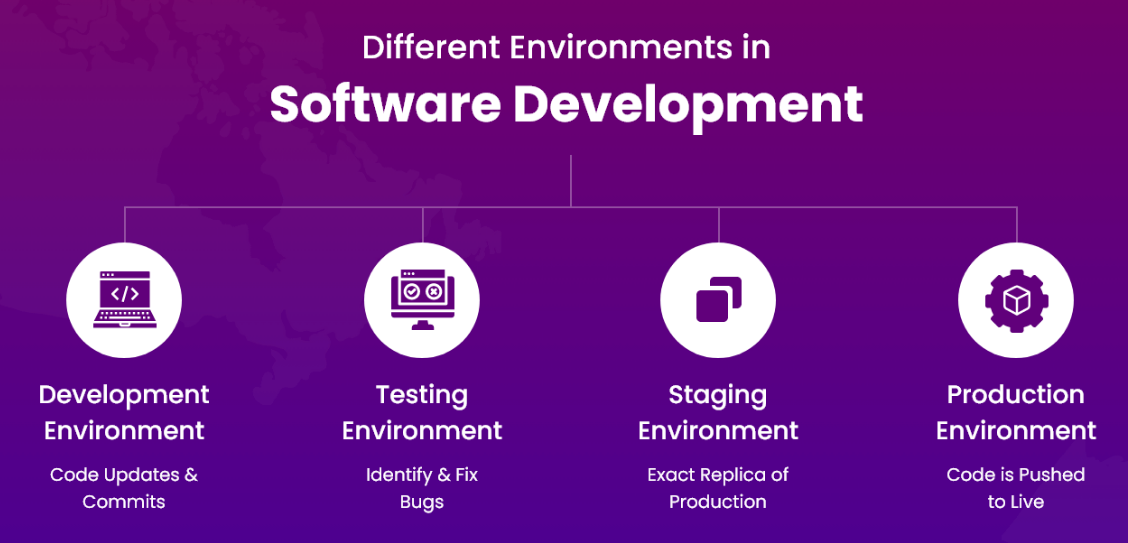 Different Environments in
Software Development
Development
Environment
Code Updates &
Commits
Testing
Environment
Identify & Fix
Bugs
Staging
Environment
Exact Replica of
Production
Production
Environment
Code is Pushed
to Live